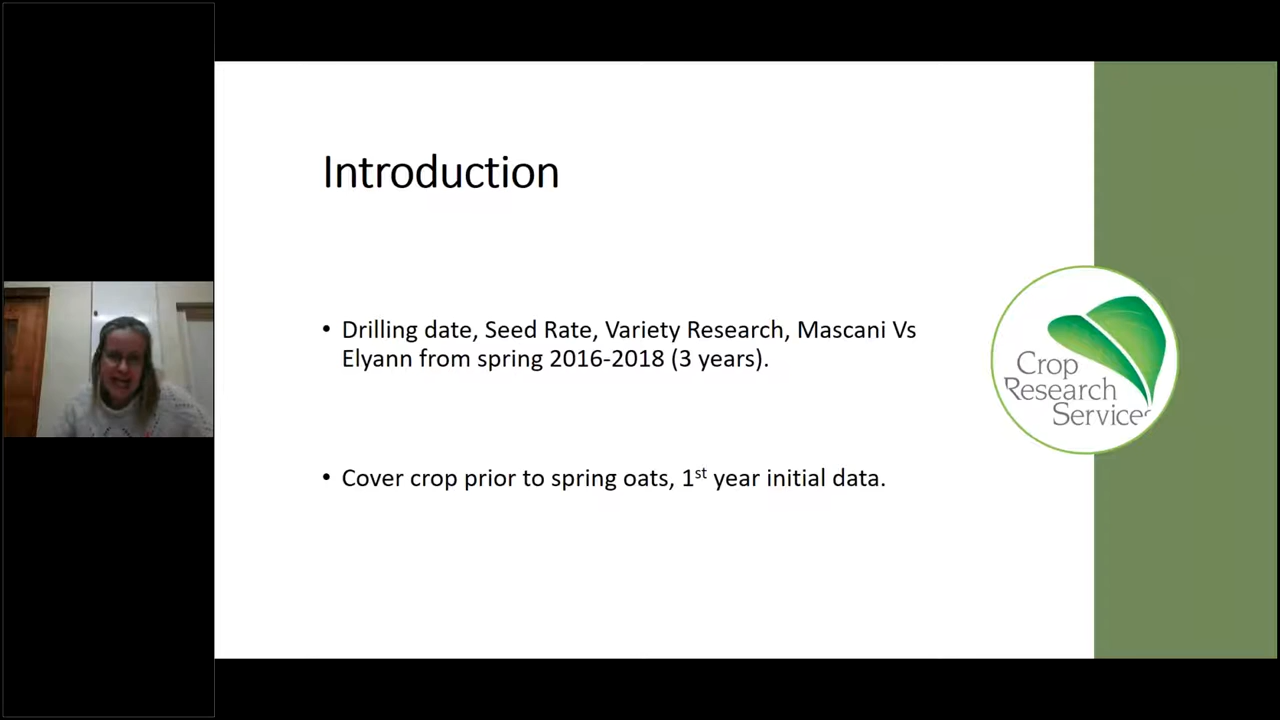 Introduction
• Drilling date, Seed Rate, Variety Research, Mascani Vs
Elyann from spring 2016-2018 (3 years).
• Cover crop prior to spring oats, 1st year initial data.
Crop
Research
Services